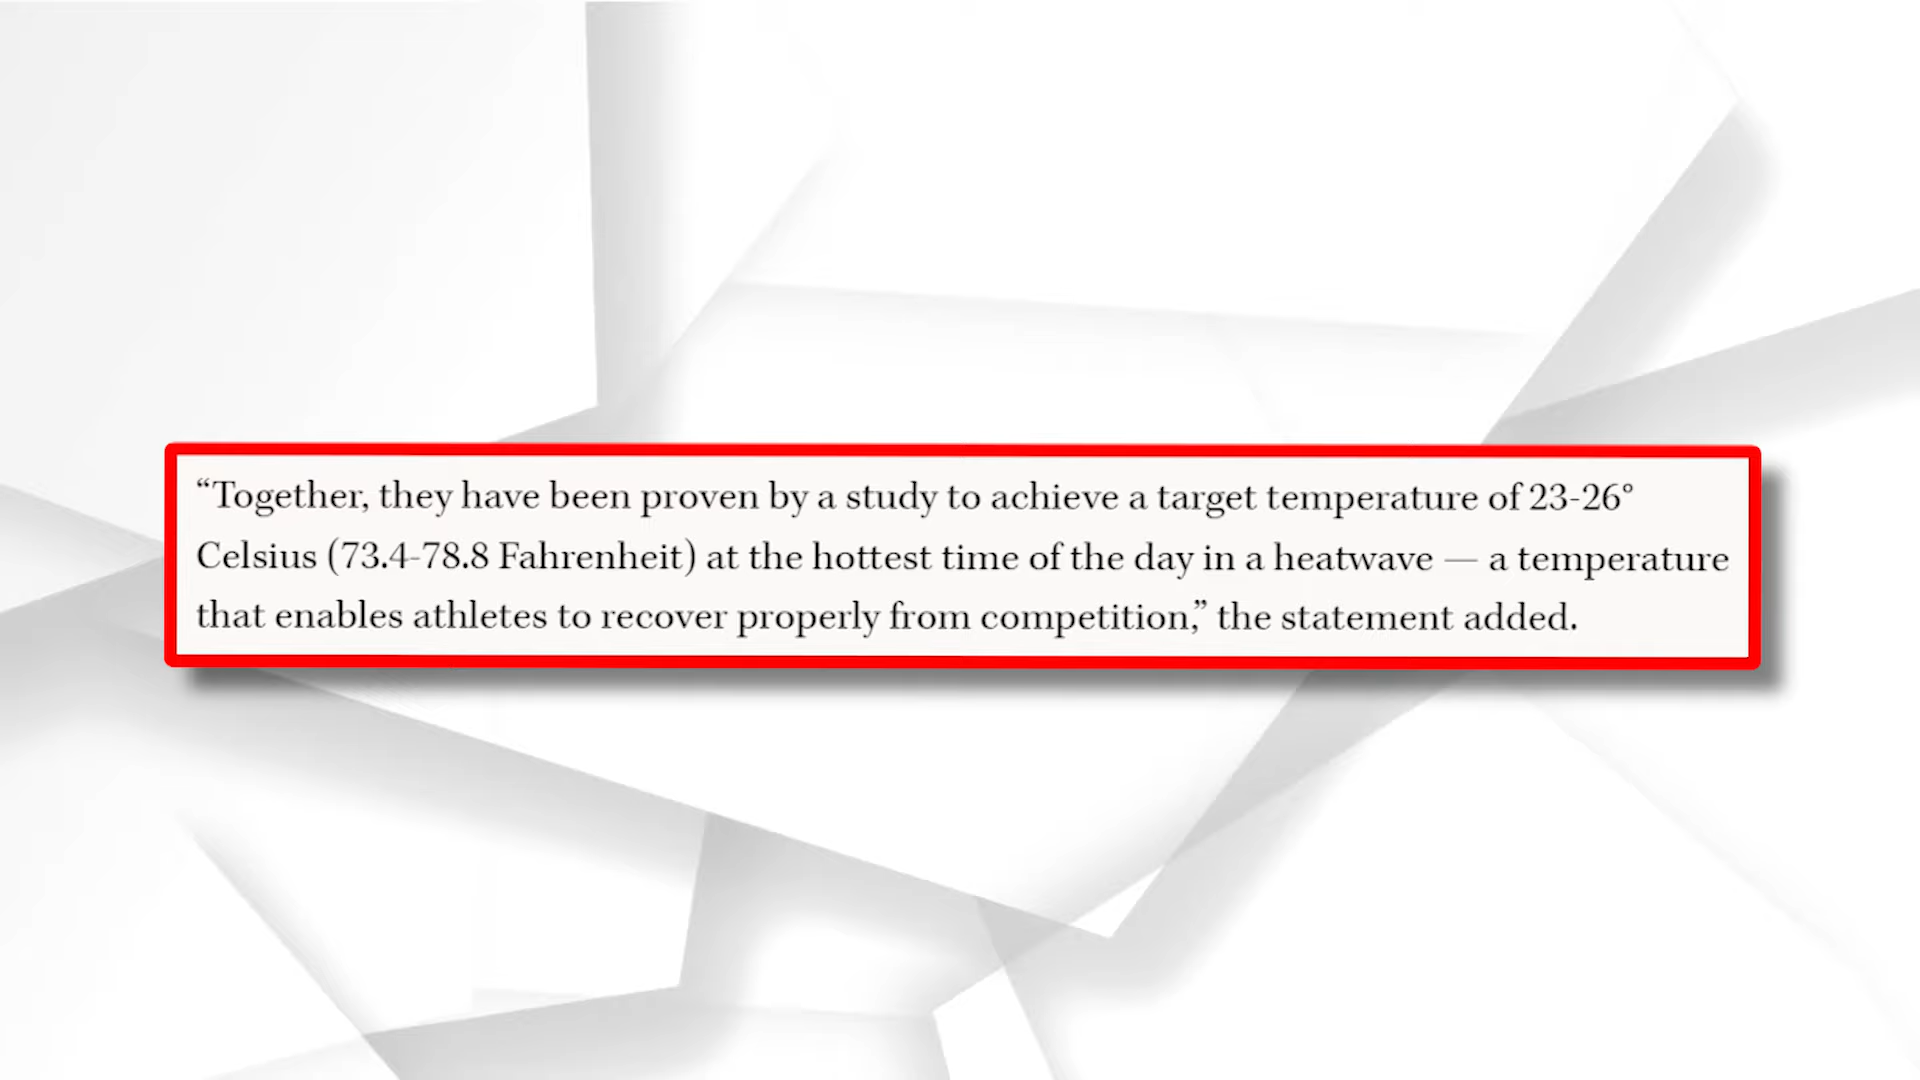 “Together, they have been proven by a study to achieve a target temperature of 23-26°
Celsius (73.4-78.8 Fahrenheit) at the hottest time of the day in a heatwave — a temperature
that enables athletes to recover properly from competition,” the statement added.